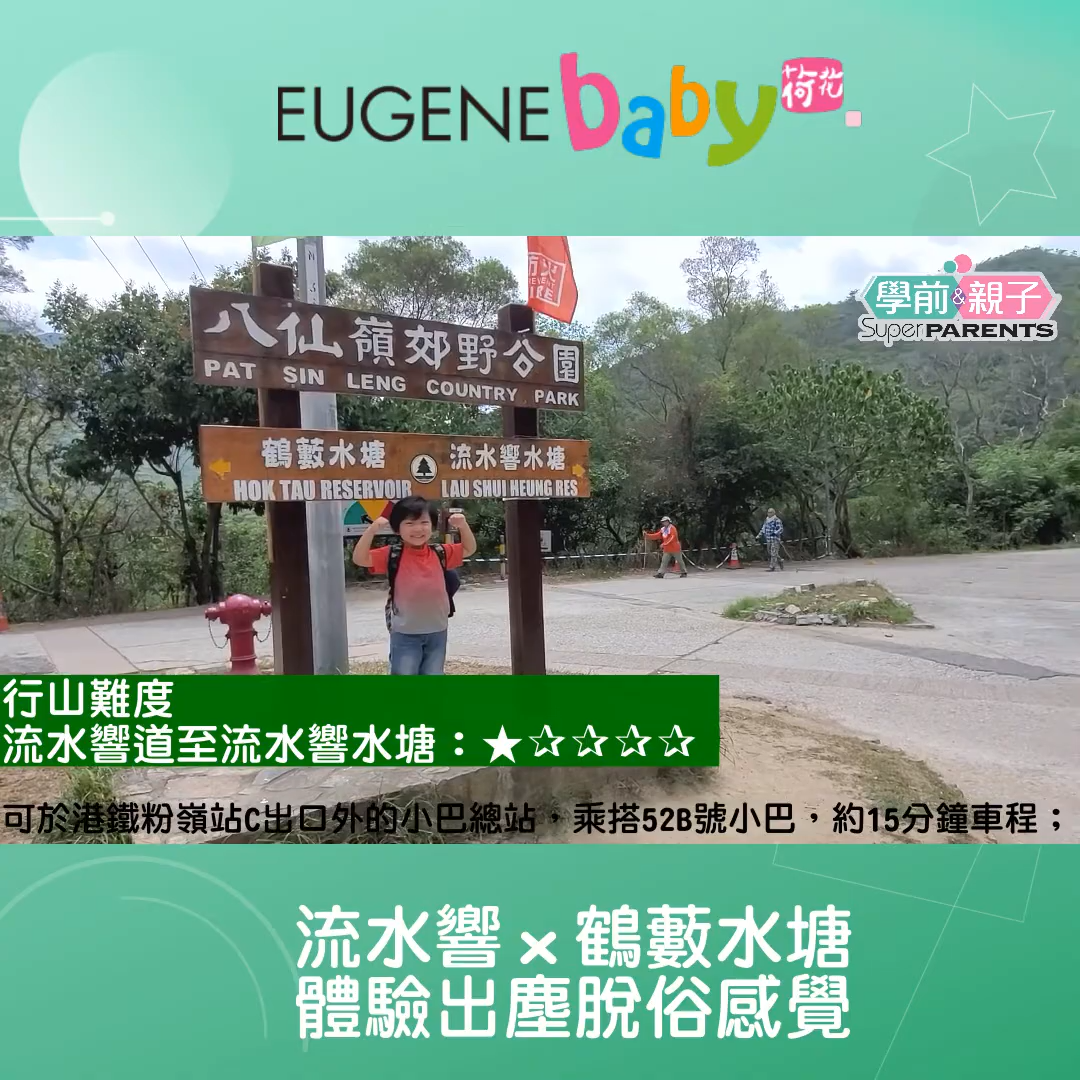 EUGENE baby 荷花
防火
學前&親子
SuperPARENTS
八仙嶺郊野公園
PAT SIN LENG COUNTRY PARK
鶴藪水塘 流水響水塘
HOK TAU RESERVOIR LAU SHUI HEUNG RES
行山難度
流水響道至流水響水塘：★☆☆☆☆
可於港鐵粉嶺站C出口外的小巴總站，乘搭52B號小巴，約15分鐘車程；
流水響 x 鶴藪水塘
體驗出塵脫俗感覺